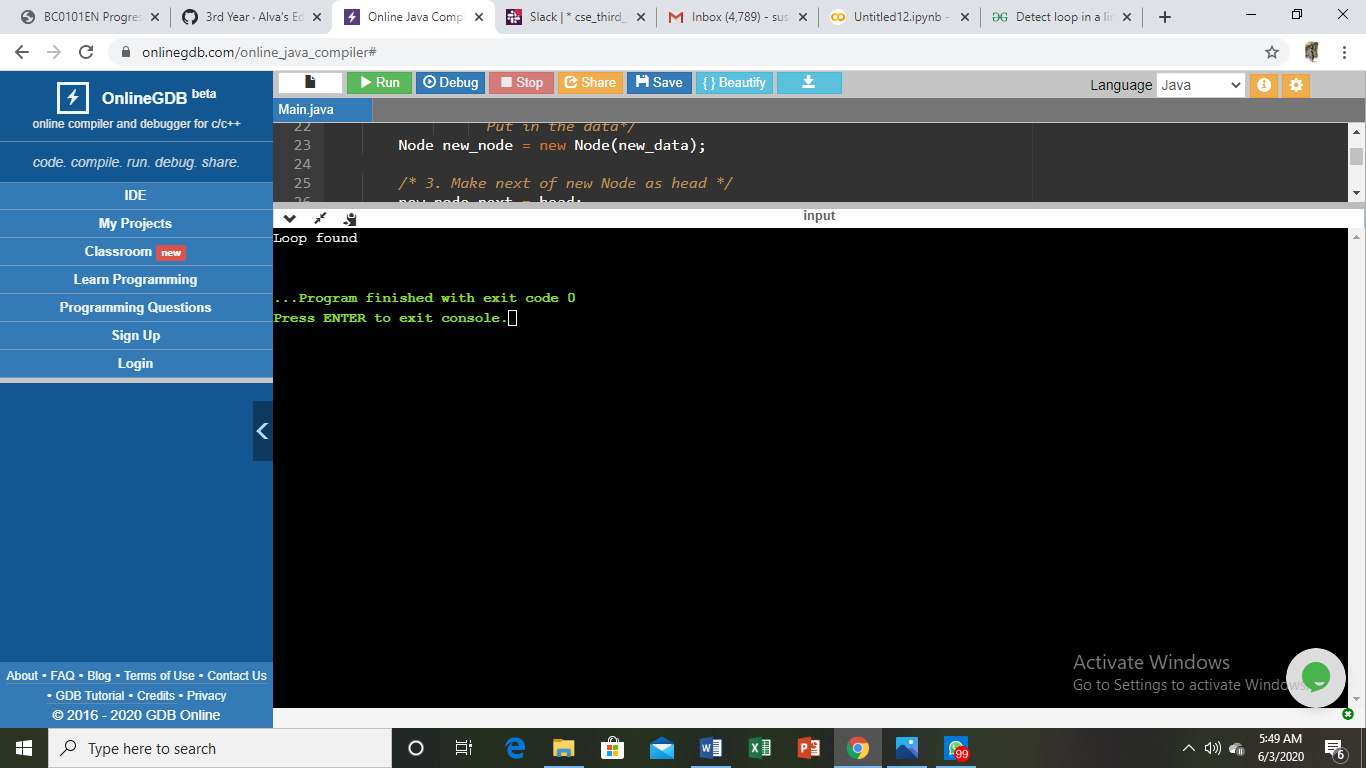 BC0101EN Progres
3rd Year · Alva's Ed
Online Java Comp
Slack | * cse_third_
Inbox (4,789) - sus
Untitled12.ipynb -
Detect loop in a lin
onlinegdb.com/online_java_compiler#
OnlineGDB beta
online compiler and debugger for c/c++
code. compile. run. debug. share.
IDE
My Projects
Classroom new
Learn Programming
Programming Questions
Sign Up
Login
About • FAQ • Blog • Terms of Use • Contact Us
• GDB Tutorial • Credits • Privacy
© 2016 - 2020 GDB Online
Run Debug Stop Share Save { } Beautify
Language Java
Main.java
22 Put in the data*/
23 Node new_node = new Node(new_data);
24
25 /* 3. Make next of new Node as head */
26 new_node.next = head;
input
Loop found
...Program finished with exit code 0
Press ENTER to exit console.
Activate Windows
Go to Settings to activate Windows.
Type here to search
99
5:49 AM
6/3/2020
6